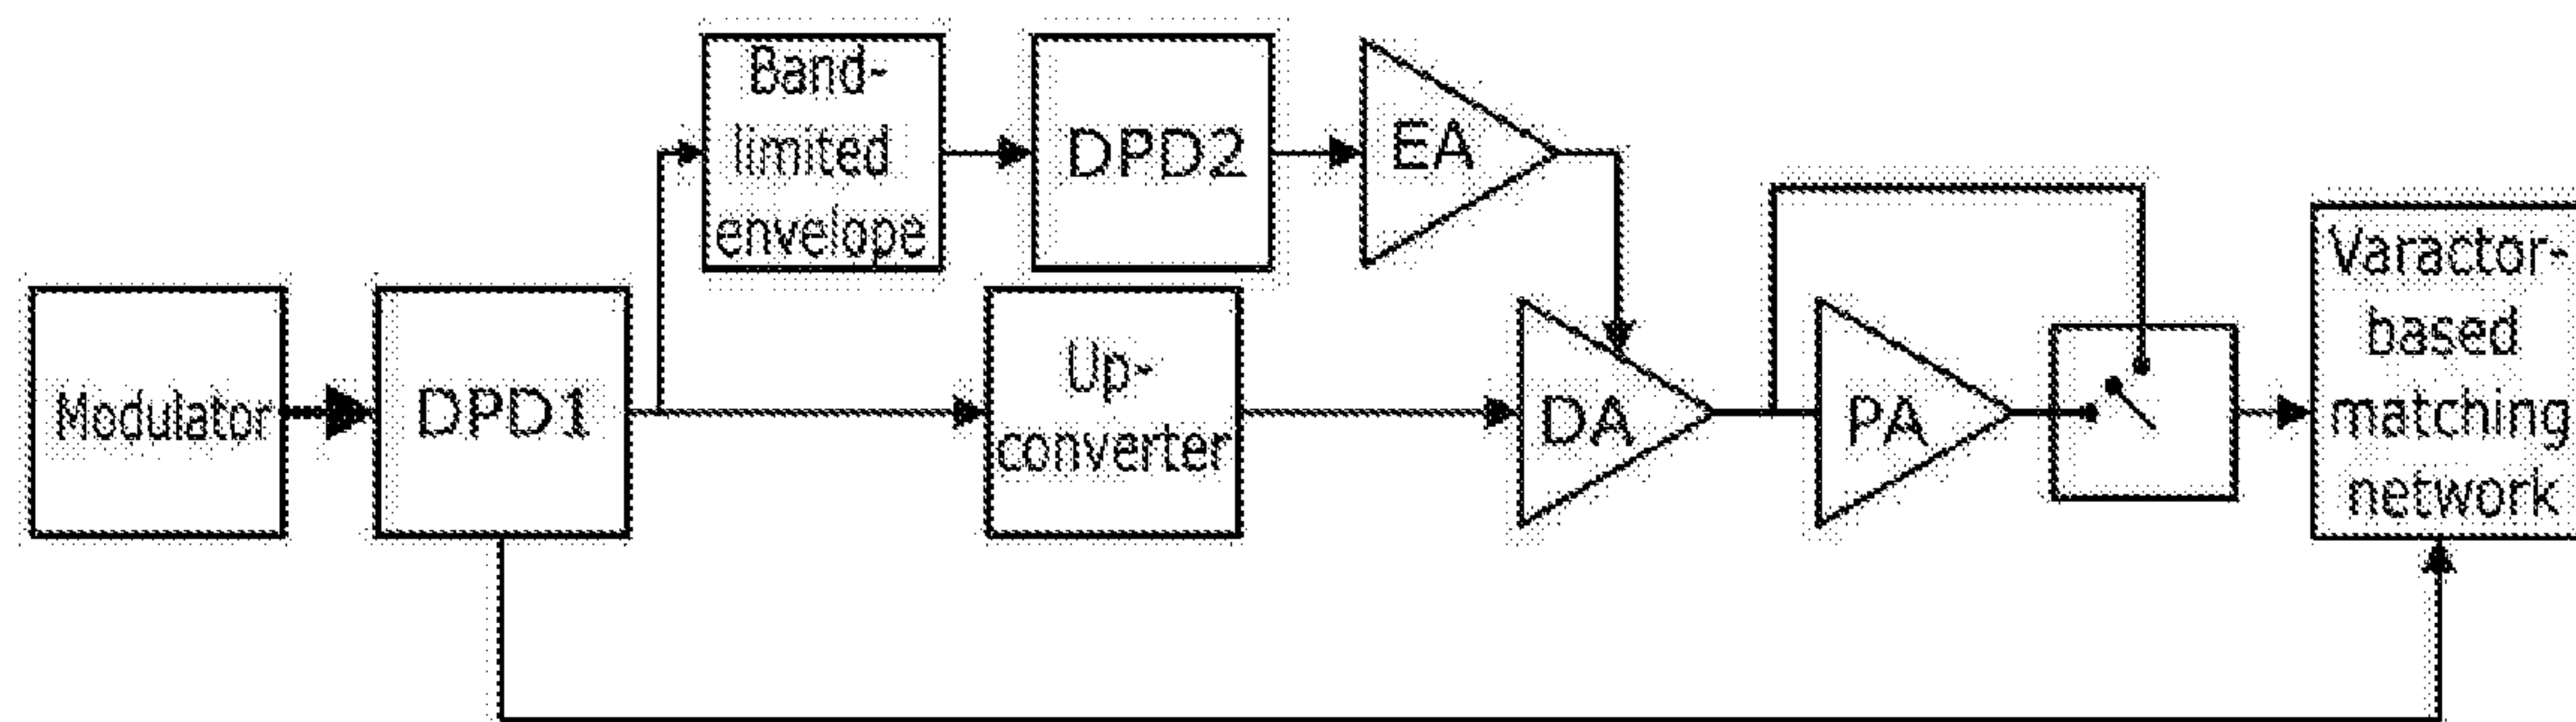 Band-
limited
envelope
DPD2
EA
Modulator
DPD1
Up-
converter
DA
PA
Varactor-
based
matching
network